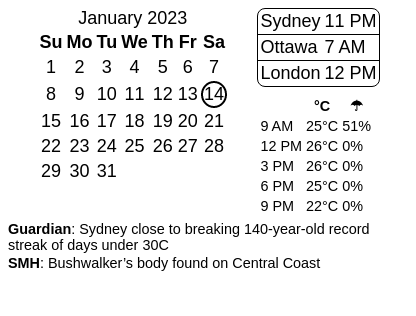 January 2023
Su Mo Tu We Th Fr Sa
1 2 3 4 5 6 7
8 9 10 11 12 13 14
15 16 17 18 19 20 21
22 23 24 25 26 27 28
29 30 31
Sydney 11 PM
Ottawa 7 AM
London 12 PM
°C ☂
9 AM 25°C 51%
12 PM 26°C 0%
3 PM 26°C 0%
6 PM 25°C 0%
9 PM 22°C 0%
Guardian: Sydney close to breaking 140-year-old record
streak of days under 30C
SMH: Bushwalker’s body found on Central Coast